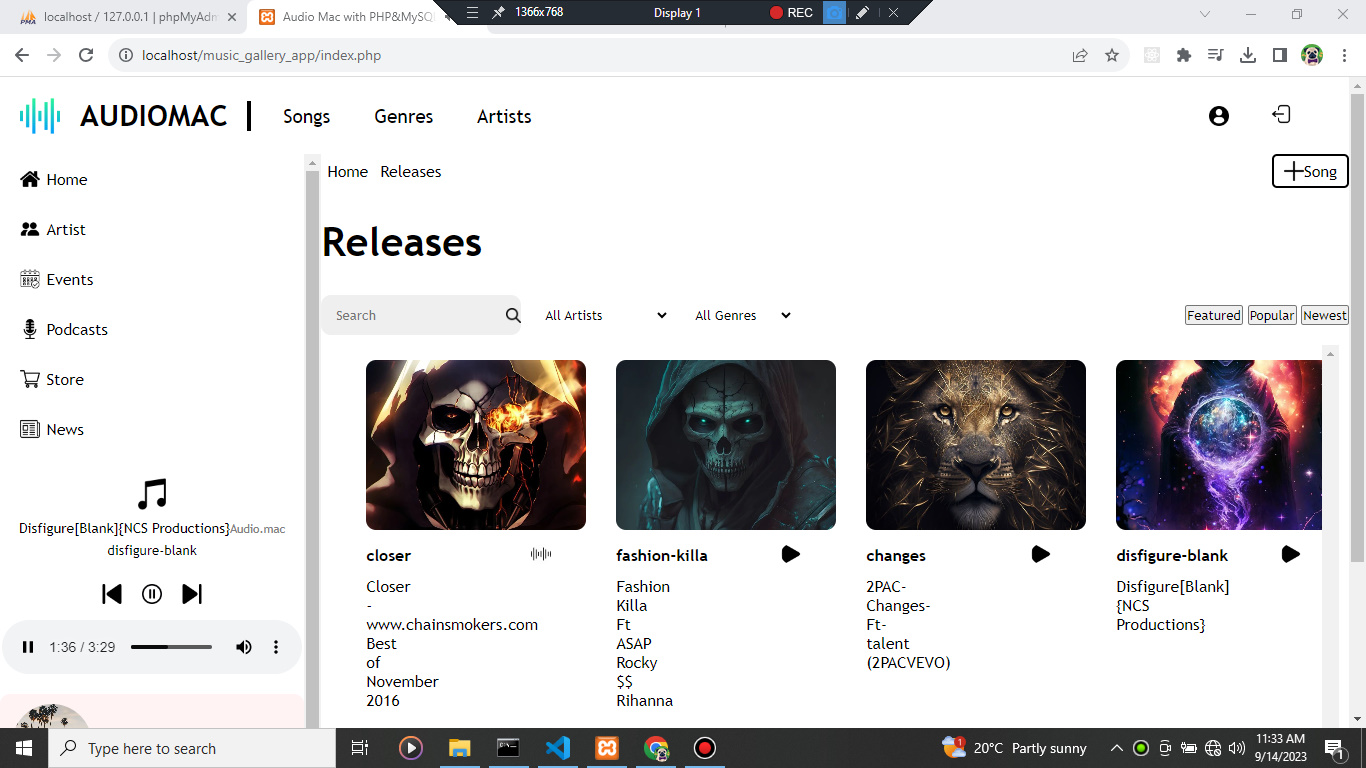 1366x768
Display 1
REC
localhost / 127.0.0.1 | phpMyAdm
Audio Mac with PHP&MySQ
localhost/music_gallery_app/index.php
AUDIOMAC
Songs
Genres
Artists
Home
Artist
Events
Podcasts
Store
News
Disfigure[Blank]{NCS Productions}Audio.mac
disfigure-blank
1:36 / 3:29
Home Releases
Song
Releases
Search
All Artists
All Genres
Featured
Popular
Newest
closer
Closer
-
www.chainsmokers.com
Best
of
November
2016
fashion-killa
Fashion
Killa
Ft
ASAP
Rocky
$$
Rihanna
changes
2PAC-
Changes-
Ft-
talent
(2PACVEVO)
disfigure-blank
Disfigure[Blank]
{NCS
Productions}
Type here to search
1
20°C Partly sunny
11:33 AM
9/14/2023
1